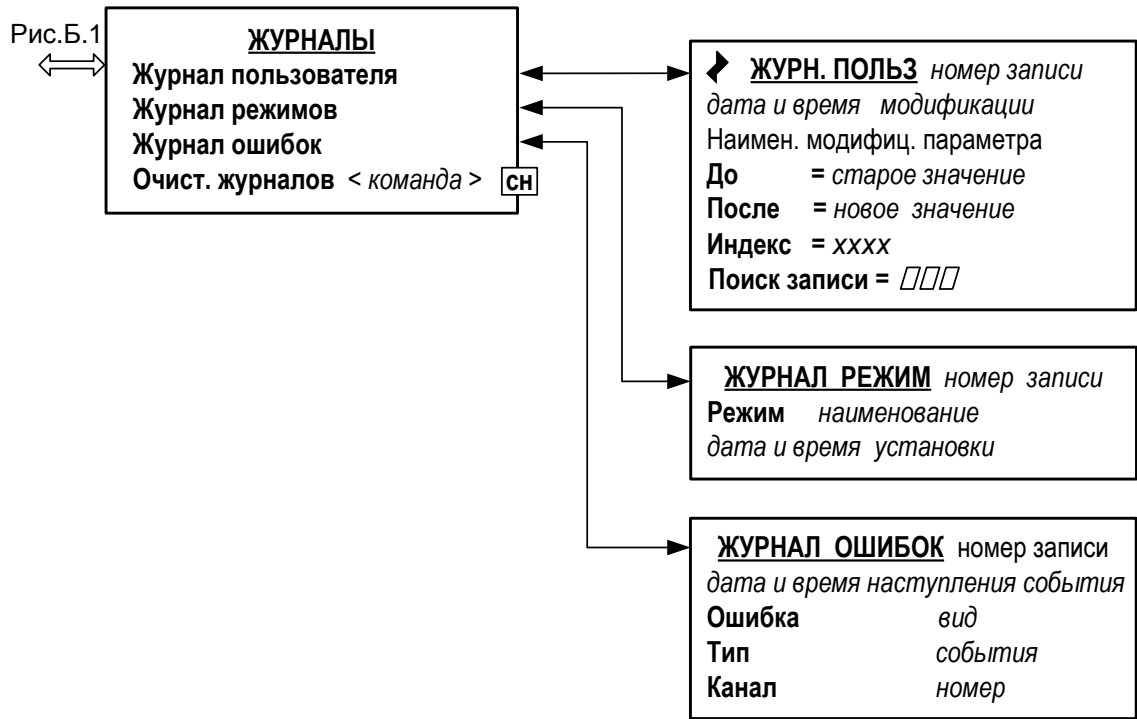 Рис.Б.1
ЖУРНАЛЫ
Журнал пользователя
Журнал режимов
Журнал ошибок
Очист. журналов < команда > СН
ЖУРН. ПОЛЬЗ номер записи
дата и время модификации
Наимен. модифиц. параметра
До = старое значение
После = новое значение
Индекс = xxxx
Поиск записи =
ЖУРНАЛ РЕЖИМ номер записи
Режим наименование
дата и время установки
ЖУРНАЛ ОШИБОК номер записи
дата и время наступления события
Ошибка вид
Тип события
Канал номер